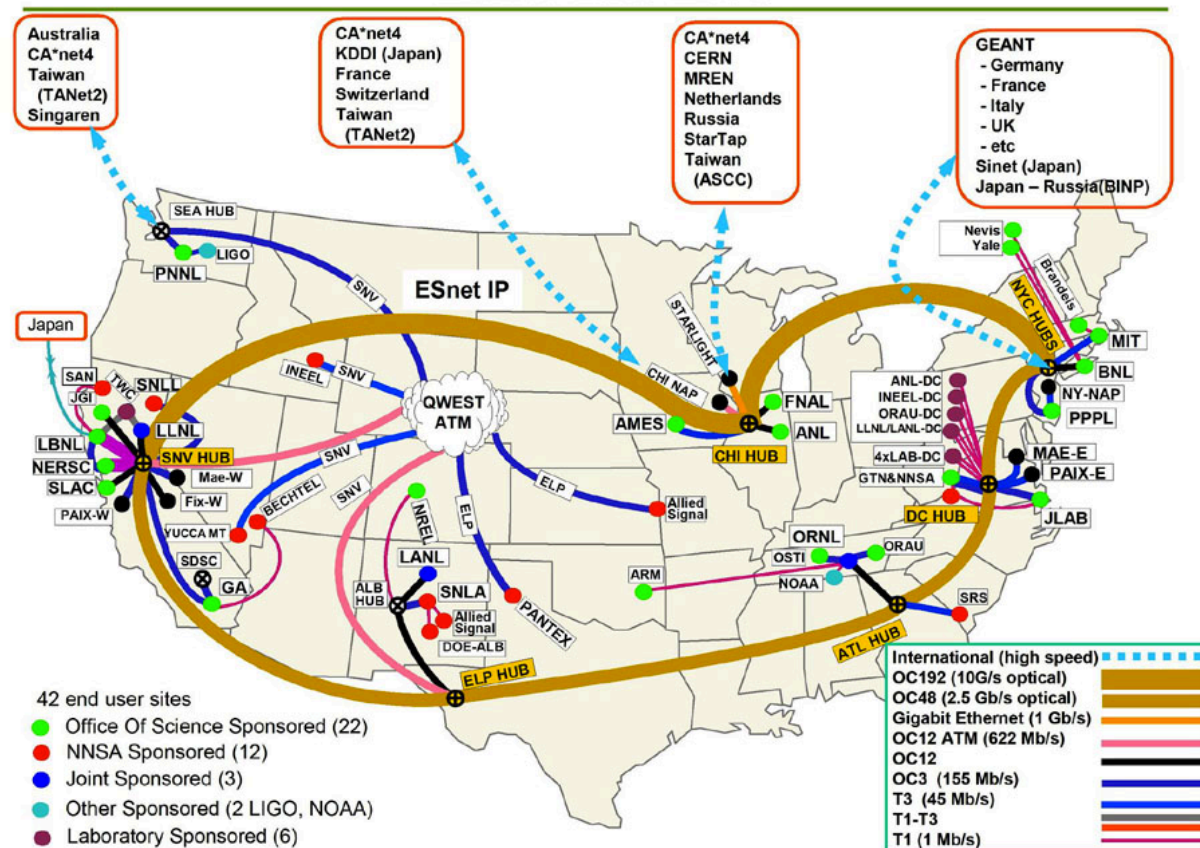 Australia
CA*net4
Taiwan
(TANet2)
Singaren
CA*net4
KDDI (Japan)
France
Switzerland
Taiwan
(TANet2)
CA*net4
CERN
MREN
Netherlands
Russia
StarTap
Taiwan
(ASCC)
GEANT
- Germany
- France
- Italy
- UK
- etc
Sinet (Japan)
Japan – Russia(BINP)
SEA HUB
LIGO
PNNL
SNV
ESnet IP
STARLIGHT
Nevis
Yale
Brandeis
NYC HUBS
MIT
BNL
NY-NAP
PPPL
Japan
SAN
TWC
SNLL
JGI
LBNL
LLNL
NERSC
SNV HUB
SLAC
Mae-W
PAIX-W
Fix-W
INEEL
SNV
QWEST
ATM
CHI NAP
FNAL
AMES
ANL
CHI HUB
ANL-DC
INEEL-DC
ORAU-DC
LLNL/LANL-DC
4xLAB-DC
GTN&NNSA
MAE-E
PAIX-E
DC HUB
JLAB
YUCCA MT
BECHTEL
SNV
SNV
ELP
ELP
Allied
Signal
NREL
SDSC
GA
LANL
ALB
HUB
SNLA
Allied
Signal
DOE-ALB
PANTEX
ARM
ORNL
OSTI
ORAU
NOAA
SRS
ATL HUB
ELP HUB
42 end user sites
Office Of Science Sponsored (22)
NNSA Sponsored (12)
Joint Sponsored (3)
Other Sponsored (2 LIGO, NOAA)
Laboratory Sponsored (6)
International (high speed)
OC192 (10G/s optical)
OC48 (2.5 Gb/s optical)
Gigabit Ethernet (1 Gb/s)
OC12 ATM (622 Mb/s)
OC12
OC3 (155 Mb/s)
T3 (45 Mb/s)
T1-T3
T1 (1 Mb/s)